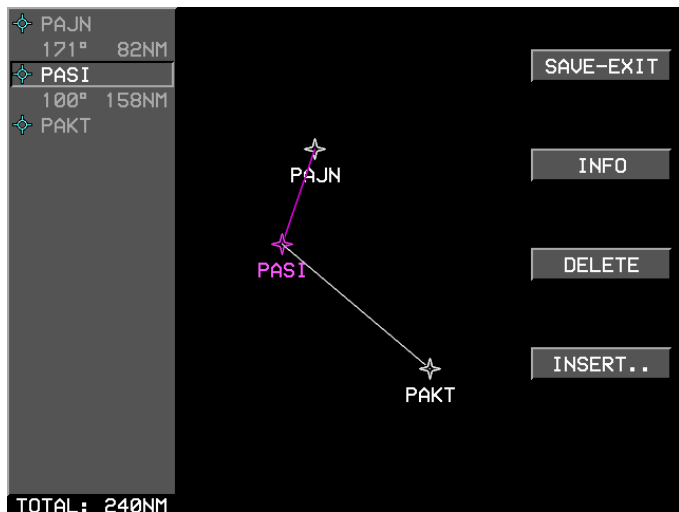 PAJN
171° 82NM
PASI
100° 158NM
PAKT
TOTAL: 240NM
PAJN
PASI
PAKT
SAVE-EXIT
INFO
DELETE
INSERT..